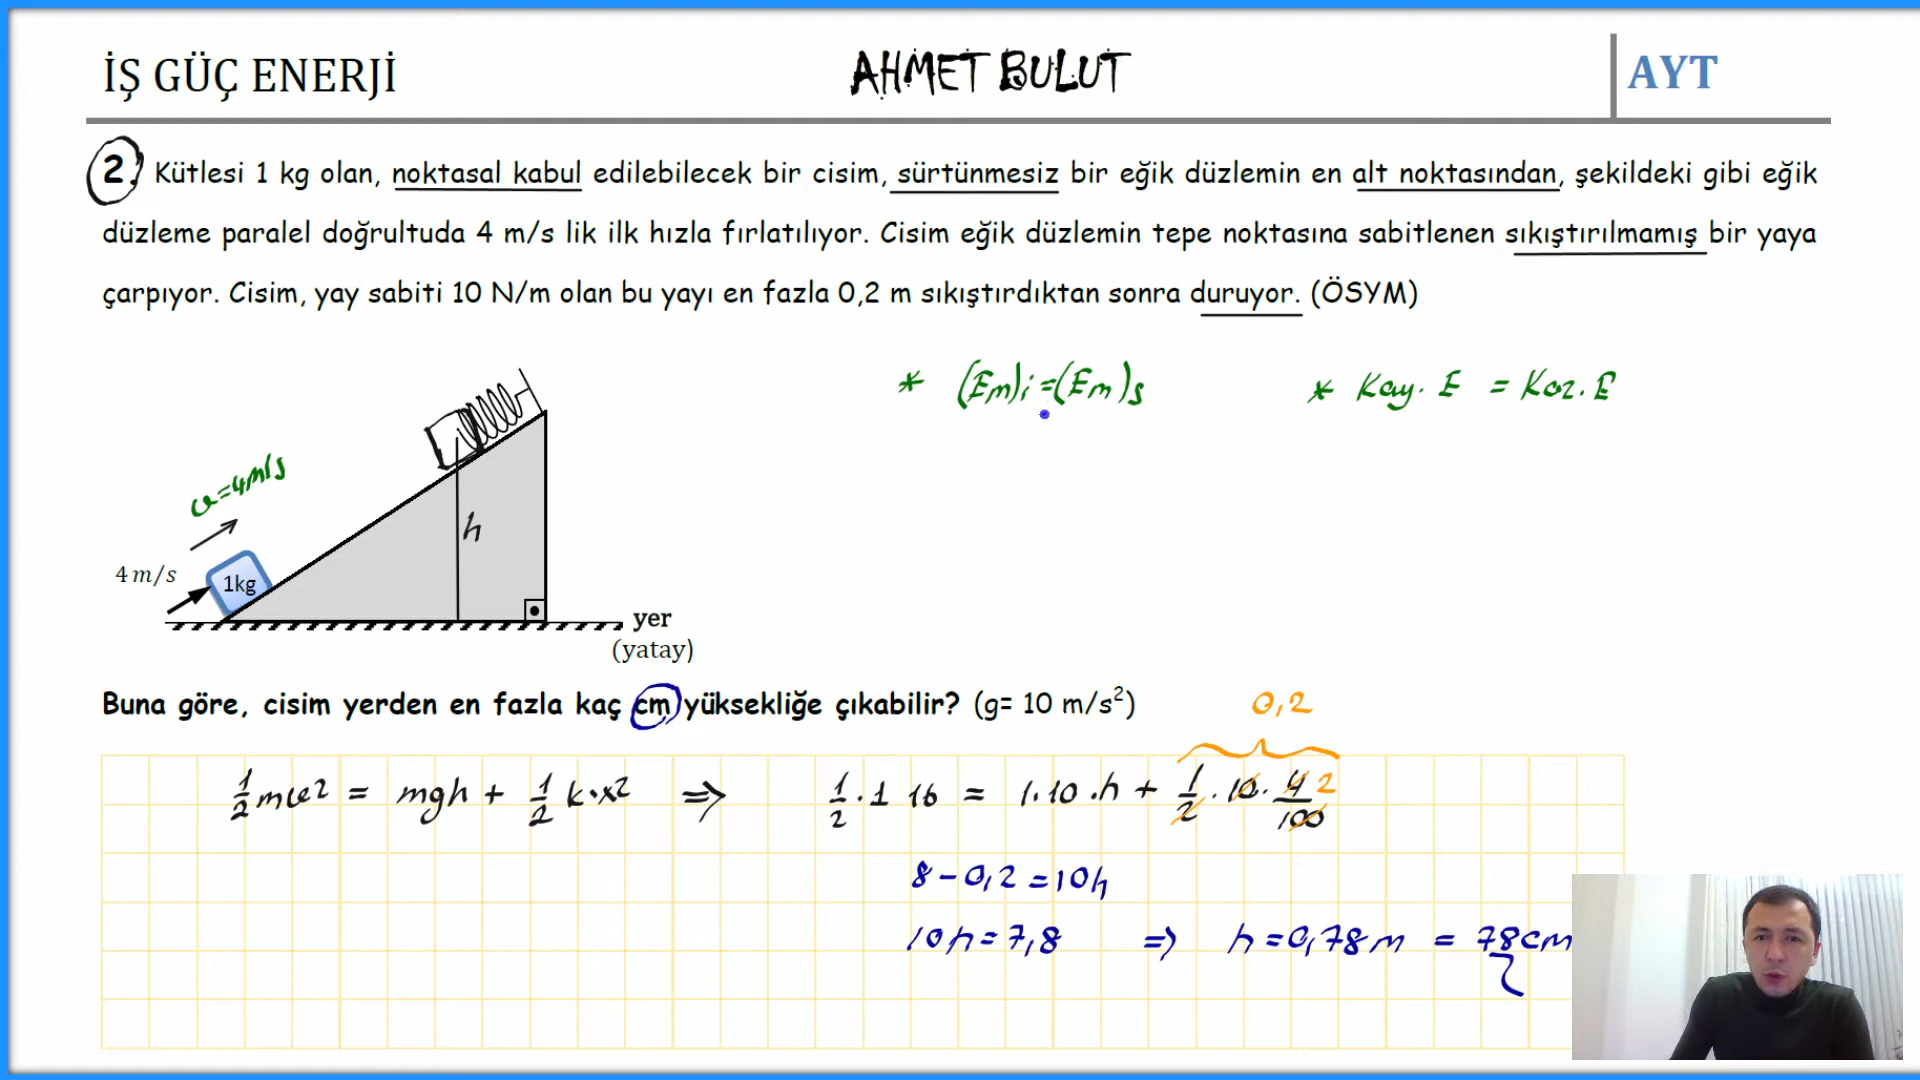 İŞ GÜÇ ENERJİ
AHMET BULUT
AYT
2. Kütlesi 1 kg olan, noktasal kabul edilebilecek bir cisim, sürtünmesiz bir eğik düzlemin en alt noktasından, şekildeki gibi eğik
düzleme paralel doğrultuda 4 m/s lik ilk hızla fırlatılıyor. Cisim eğik düzlemin tepe noktasına sabitlenen sıkıştırılmamış bir yaya
çarpıyor. Cisim, yay sabiti 10 N/m olan bu yayı en fazla 0,2 m sıkıştırdıktan sonra duruyor. (ÖSYM)
* (Em)i = (Em)s
* Kay. E = Kaz. E
υ=4m/s
h
4 m/s
1kg
yer
(yatay)
Buna göre, cisim yerden en fazla kaç cm yüksekliğe çıkabilir? (g= 10 m/s²)
0,2
1/2 mυ² = mgh + 1/2 k·x² ⇒ 1/2 · 1 16 = 1·10·h + 1/2 · 10 · 4/100 2
8 - 0,2 = 10h
10h = 7,8 ⇒ h = 0,78m = 78cm